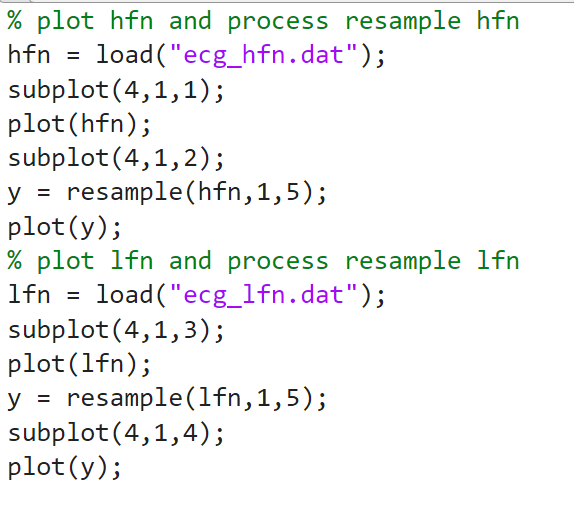 % plot hfn and process resample hfn
hfn = load("ecg_hfn.dat");
subplot(4,1,1);
plot(hfn);
subplot(4,1,2);
y = resample(hfn,1,5);
plot(y);
% plot lfn and process resample lfn
lfn = load("ecg_lfn.dat");
subplot(4,1,3);
plot(lfn);
y = resample(lfn,1,5);
subplot(4,1,4);
plot(y);